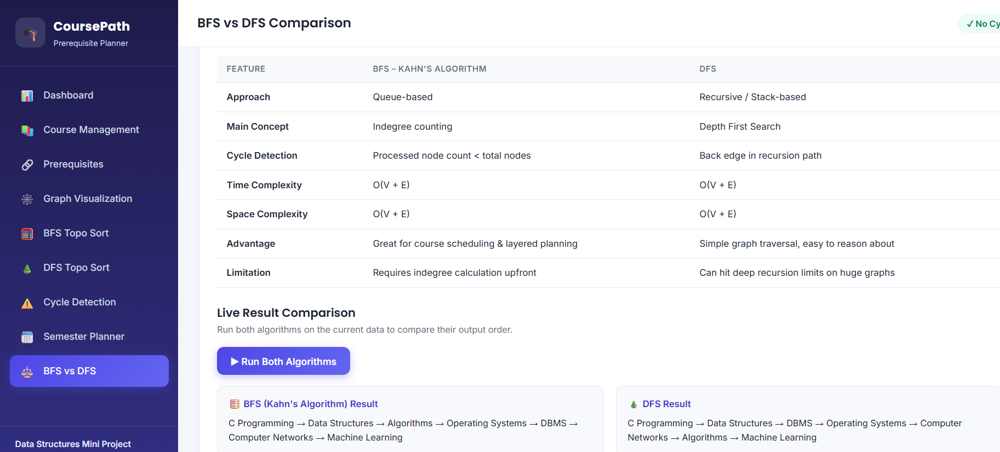 CoursePath
Prerequisite Planner
Dashboard
Course Management
Prerequisites
Graph Visualization
BFS Topo Sort
DFS Topo Sort
Cycle Detection
Semester Planner
BFS vs DFS
Data Structures Mini Project
BFS vs DFS Comparison
✓ No Cy
FEATURE BFS – KAHN'S ALGORITHM DFS
Approach Queue-based Recursive / Stack-based
Main Concept Indegree counting Depth First Search
Cycle Detection Processed node count < total nodes Back edge in recursion path
Time Complexity O(V + E) O(V + E)
Space Complexity O(V + E) O(V + E)
Advantage Great for course scheduling & layered planning Simple graph traversal, easy to reason about
Limitation Requires indegree calculation upfront Can hit deep recursion limits on huge graphs
Live Result Comparison
Run both algorithms on the current data to compare their output order.
▶ Run Both Algorithms
BFS (Kahn's Algorithm) Result
C Programming → Data Structures → Algorithms → Operating Systems → DBMS →
Computer Networks → Machine Learning
DFS Result
C Programming → Data Structures → DBMS → Operating Systems → Computer
Networks → Algorithms → Machine Learning